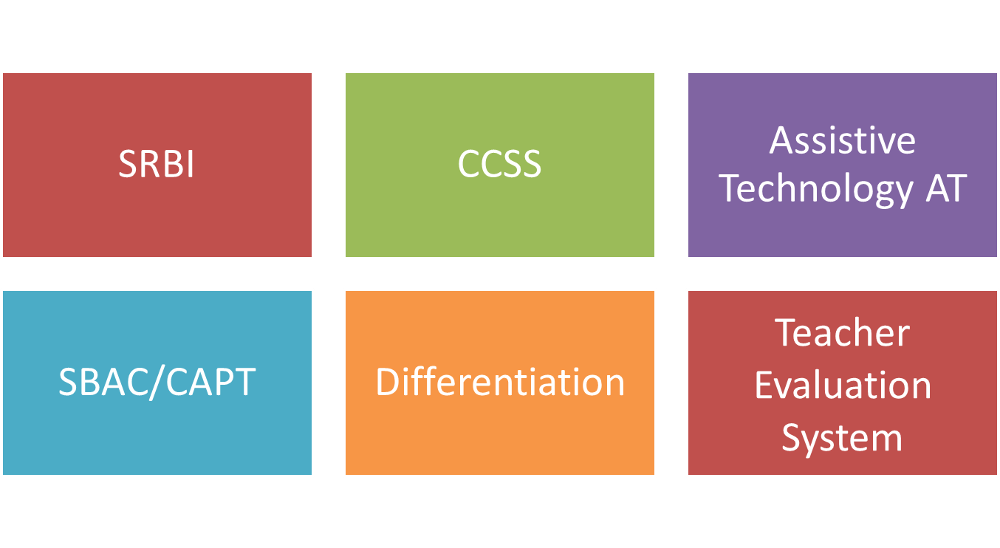 SRBI
CCSS
Assistive
Technology AT
SBAC/CAPT
Differentiation
Teacher
Evaluation
System